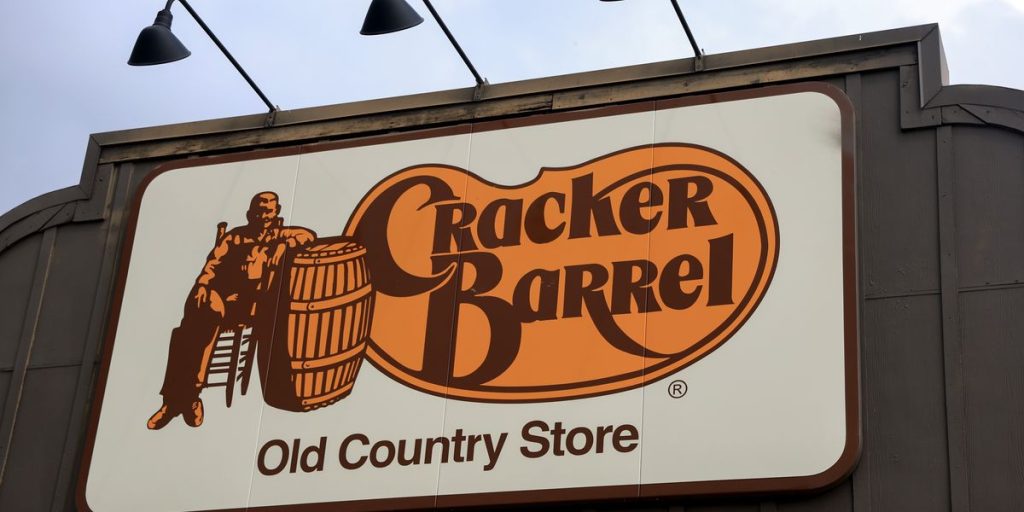 Cracker
Barrel
®
Old Country Store